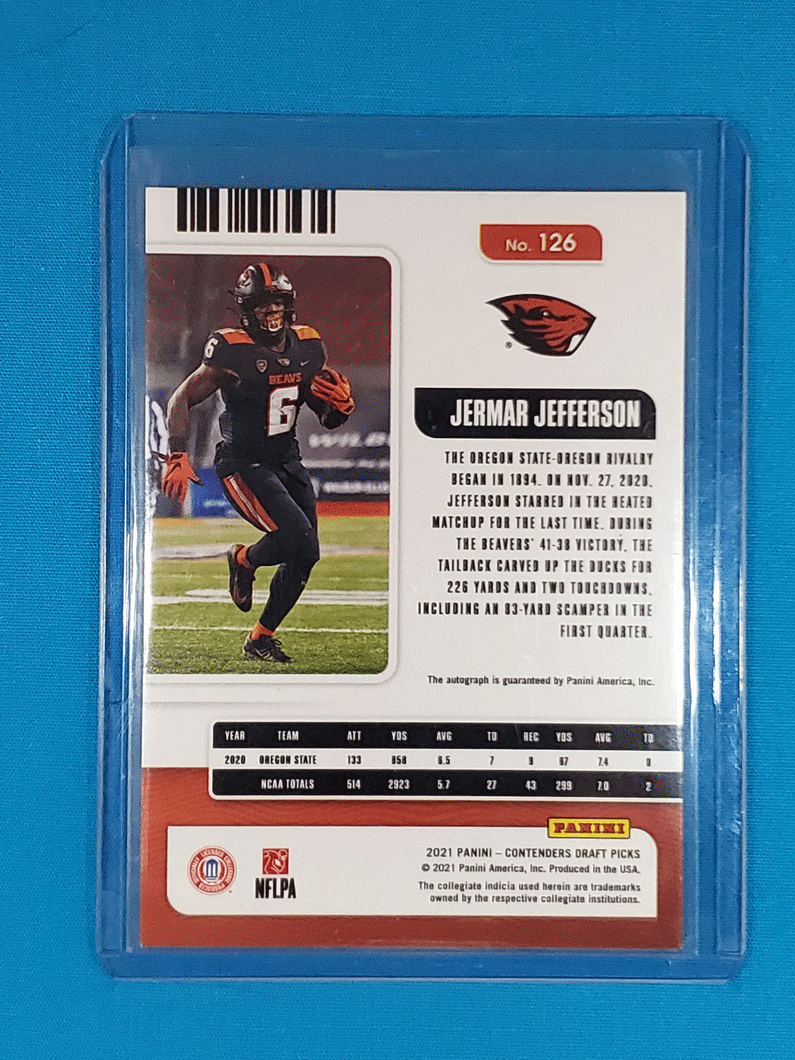 No. 126
BEAVS
6
6
JERMAR JEFFERSON
THE OREGON STATE-OREGON RIVALRY
BEGAN IN 1894. ON NOV. 27, 2020,
JEFFERSON STARRED IN THE HEATED
MATCHUP FOR THE LAST TIME. DURING
THE BEAVERS' 41-38 VICTORY, THE
TAILBACK CARVED UP THE DUCKS FOR
226 YARDS AND TWO TOUCHDOWNS,
INCLUDING AN 83-YARD SCAMPER IN THE
FIRST QUARTER.
The autograph is guaranteed by Panini America, Inc.
YEAR TEAM ATT YDS AVG TD REC YDS AVG TD
2020 OREGON STATE 133 858 6.5 7 9 67 7.4 0
NCAA TOTALS 514 2923 5.7 27 43 299 7.0 2
PANINI
2021 PANINI – CONTENDERS DRAFT PICKS
© 2021 Panini America, Inc. Produced in the USA.
The collegiate indicia used herein are trademarks
owned by the respective collegiate institutions.
OFFICIALLY LICENSED COLLEGIATE PRODUCTS
NFLPA